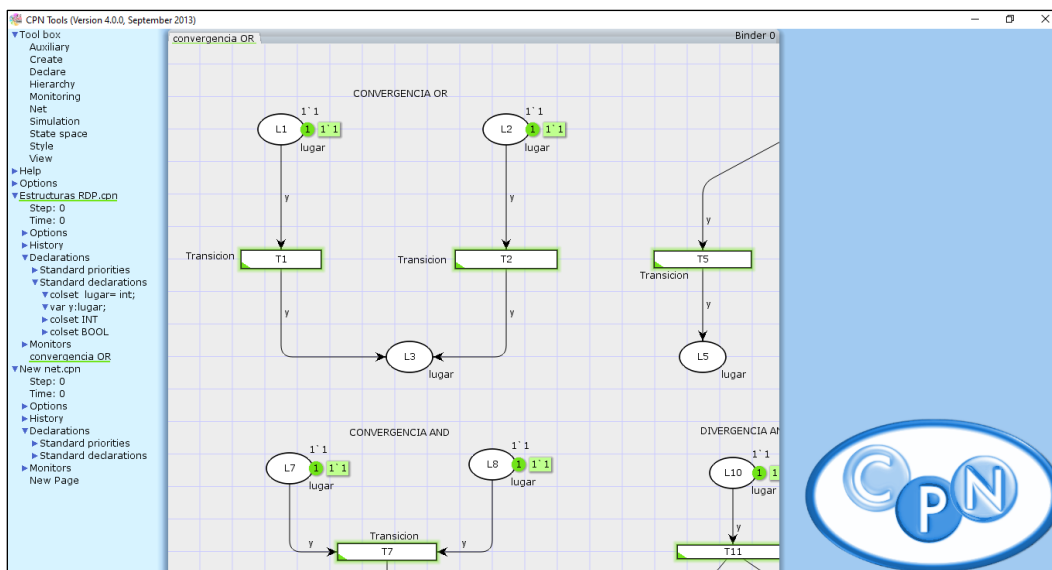 CPN Tools (Version 4.0.0, September 2013)
Tool box
Auxiliary
Create
Declare
Hierarchy
Monitoring
Net
Simulation
State space
Style
View
Help
Options
Estructuras RDP.cpn
Step: 0
Time: 0
Options
History
Declarations
Standard priorities
Standard declarations
colset lugar= int;
var y:lugar;
colset INT
colset BOOL
Monitors
convergencia OR
New net.cpn
Step: 0
Time: 0
Options
History
Declarations
Standard priorities
Standard declarations
Monitors
New Page
convergencia OR
Binder 0
CONVERGENCIA OR
1`1
L1
1
1`1
lugar
1`1
L2
1
1`1
lugar
y
y
y
Transicion
T1
Transicion
T2
T5
Transicion
y
y
y
L3
lugar
L5
lugar
CONVERGENCIA AND
1`1
L7
1
1`1
lugar
1`1
L8
1
1`1
lugar
DIVERGENCIA AN
1`1
L10
1
1
lugar
y
Transicion
y
T7
y
T11
CPN